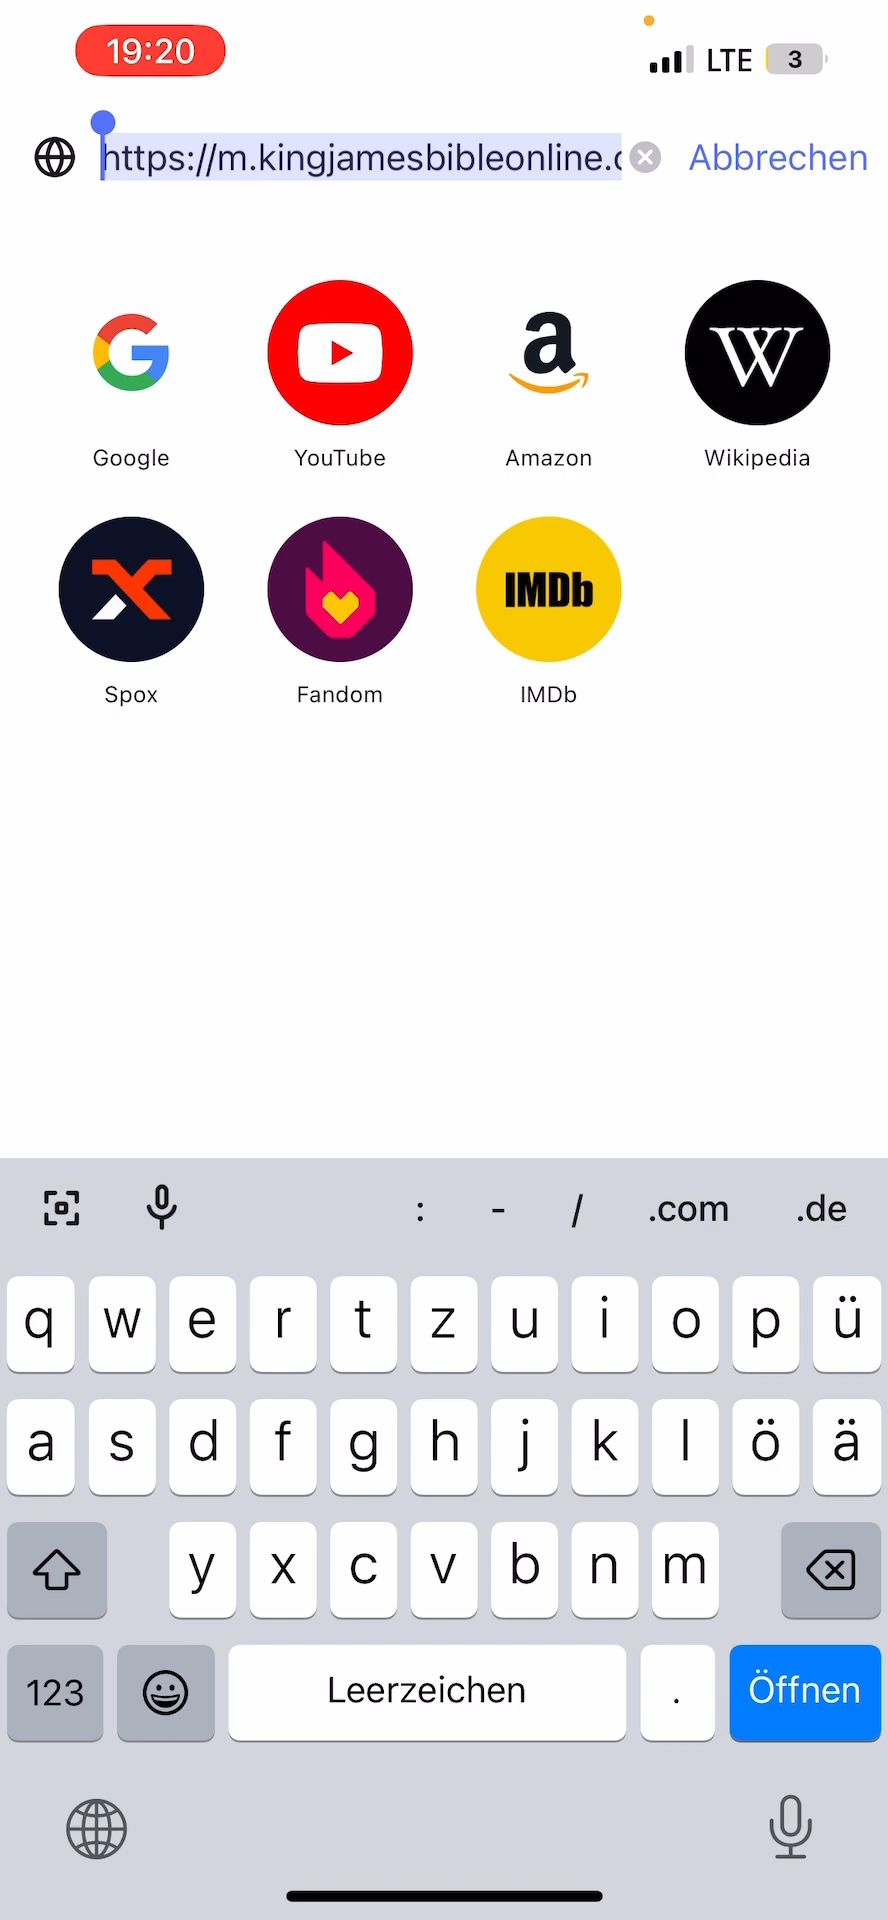 19:20
LTE 3
https://m.kingjamesbibleonline.c Abbrechen
G a W
Google YouTube Amazon Wikipedia
IMDb
Spox Fandom IMDb
: - / .com .de
q w e r t z u i o p ü
a s d f g h j k l ö ä
y x c v b n m
123 Leerzeichen . Öffnen